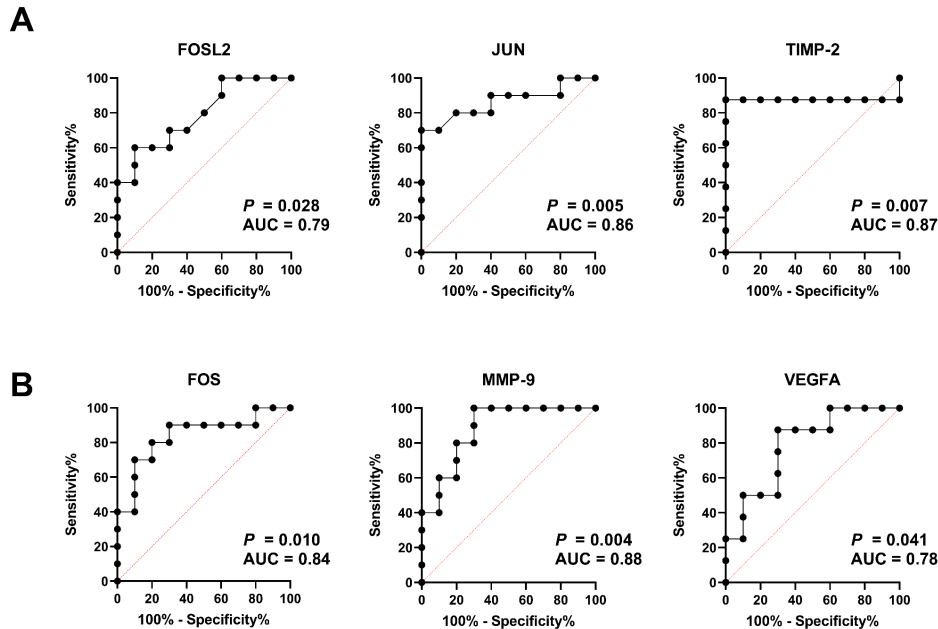 A
FOSL2
JUN
TIMP-2
100
80
60
40
20
0
Sensitivity%
P = 0.028
AUC = 0.79
0 20 40 60 80 100
100% - Specificity%
100
80
60
40
20
0
Sensitivity%
P = 0.005
AUC = 0.86
0 20 40 60 80 100
100% - Specificity%
100
80
60
40
20
0
Sensitivity%
P = 0.007
AUC = 0.87
0 20 40 60 80 100
100% - Specificity%
B
FOS
MMP-9
VEGFA
100
80
60
40
20
0
Sensitivity%
P = 0.010
AUC = 0.84
0 20 40 60 80 100
100% - Specificity%
100
80
60
40
20
0
Sensitivity%
P = 0.004
AUC = 0.88
0 20 40 60 80 100
100% - Specificity%
100
80
60
40
20
0
Sensitivity%
P = 0.041
AUC = 0.78
0 20 40 60 80 100
100% - Specificity%